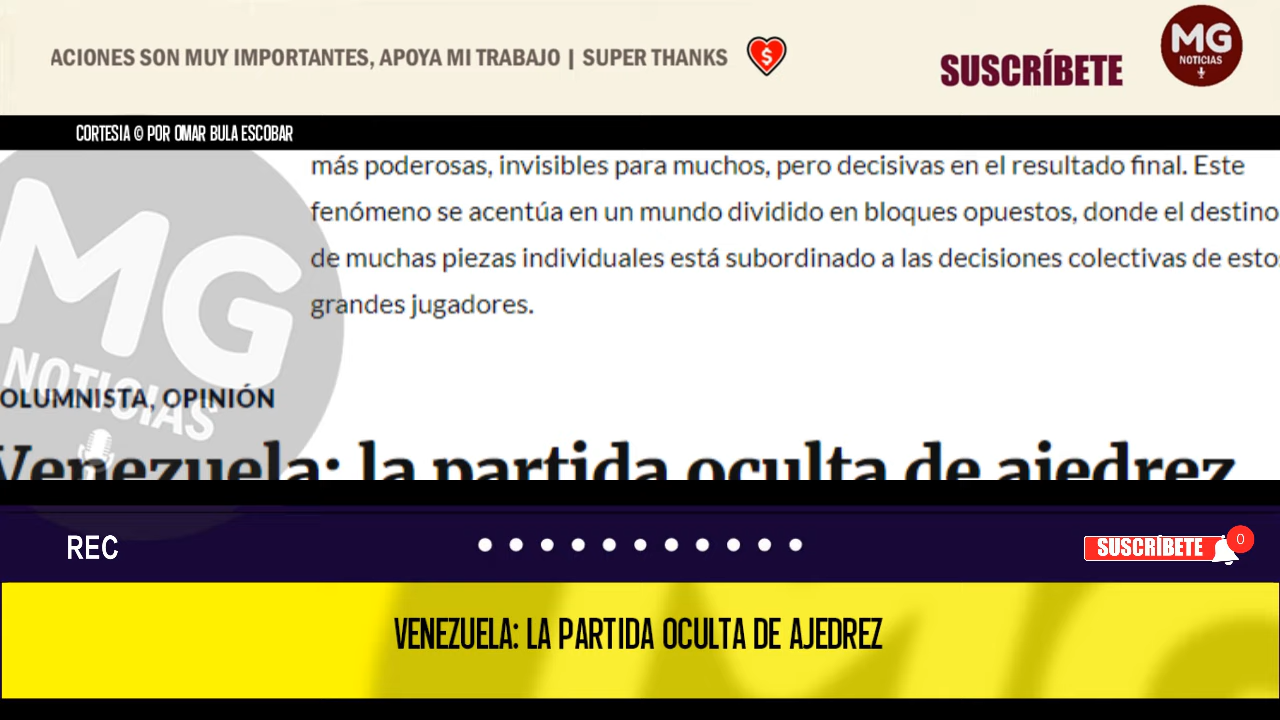 ACIONES SON MUY IMPORTANTES, APOYA MI TRABAJO | SUPER THANKS
$
SUSCRÍBETE
MG
NOTICIAS
CORTESIA © POR OMAR BULA ESCOBAR
más poderosas, invisibles para muchos, pero decisivas en el resultado final. Este
fenómeno se acentúa en un mundo dividido en bloques opuestos, donde el destino
de muchas piezas individuales está subordinado a las decisiones colectivas de esto
grandes jugadores.
MG
NOTICIAS
OLUMNISTA, OPINIÓN
Venezuela: la partida oculta de ajedrez
REC
SUSCRÍBETE
0
VENEZUELA: LA PARTIDA OCULTA DE AJEDREZ